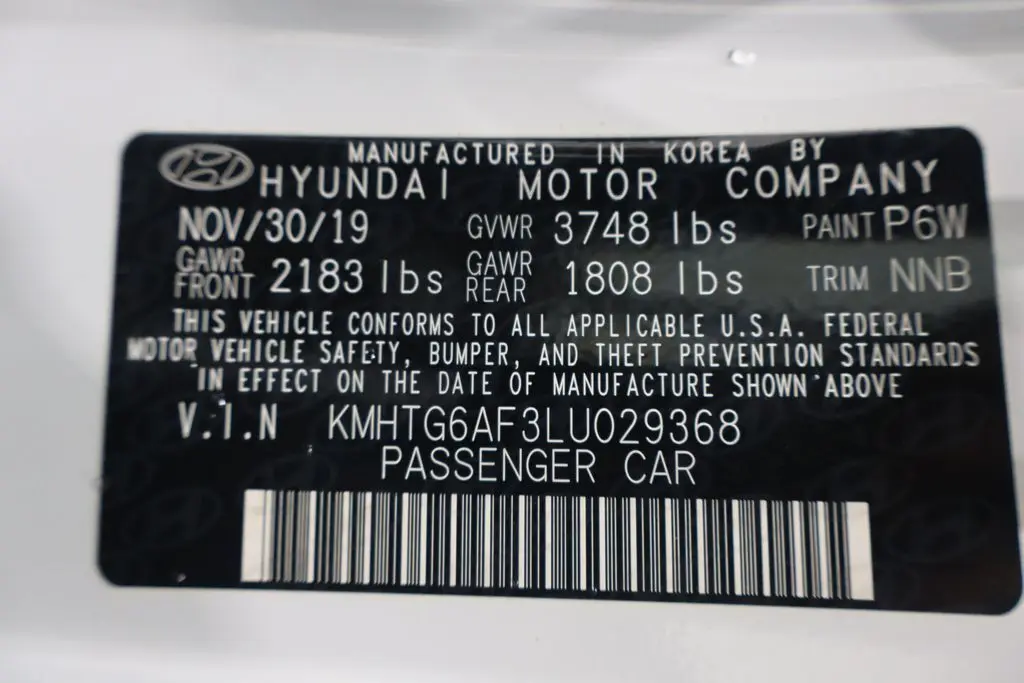 MANUFACTURED IN KOREA BY
HYUNDAI MOTOR COMPANY
NOV/30/19 GVWR 3748 lbs PAINT P6W
GAWR FRONT 2183 lbs GAWR REAR 1808 lbs TRIM NNB
THIS VEHICLE CONFORMS TO ALL APPLICABLE U.S.A. FEDERAL
MOTOR VEHICLE SAFETY, BUMPER, AND THEFT PREVENTION STANDARDS
IN EFFECT ON THE DATE OF MANUFACTURE SHOWN ABOVE
V.I.N KMHTG6AF3LU029368
PASSENGER CAR